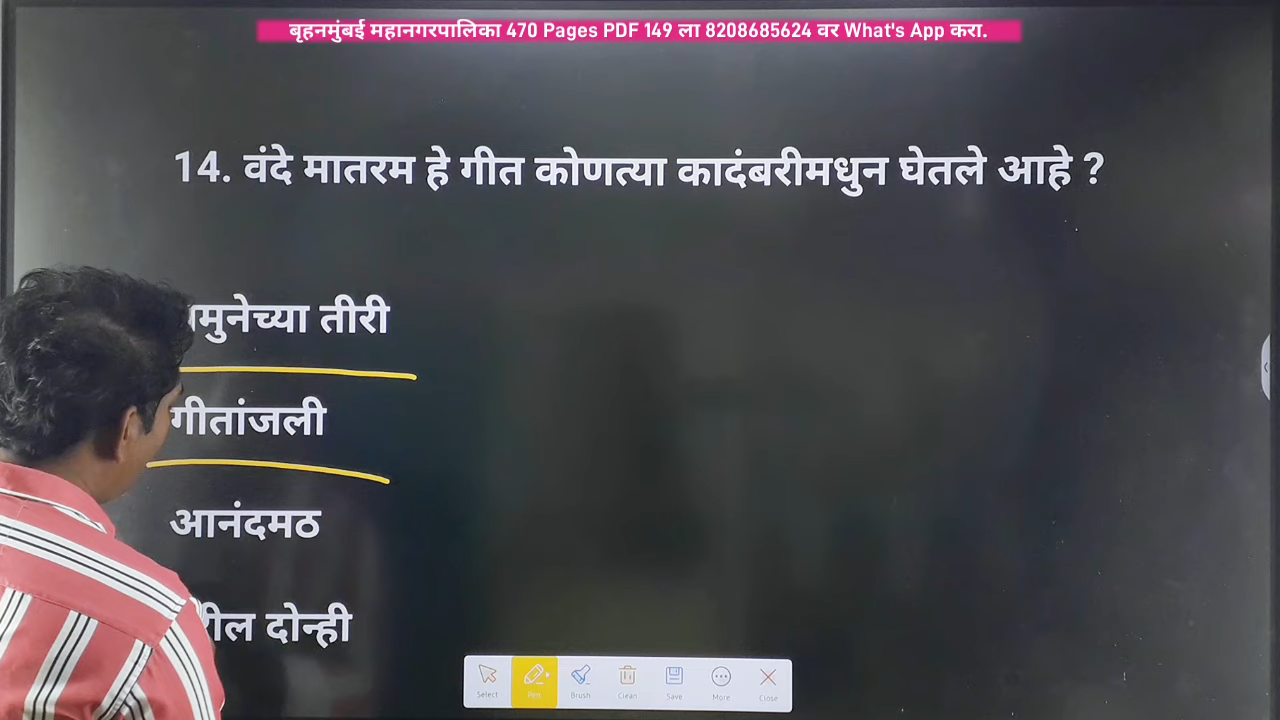 बृहनमुंबई महानगरपालिका 470 Pages PDF 149 ला 8208685624 वर What's App करा.
14. वंदे मातरम हे गीत कोणत्या कादंबरीमधुन घेतले आहे ?
तीरी
गीतांजली
आनंदमठ
दोन्ही
Select Pen Brush Clean Save More Close